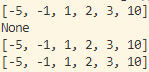 [-5, -1, 1, 2, 3, 10]
None
[-5, -1, 1, 2, 3, 10]
[-5, -1, 1, 2, 3, 10]